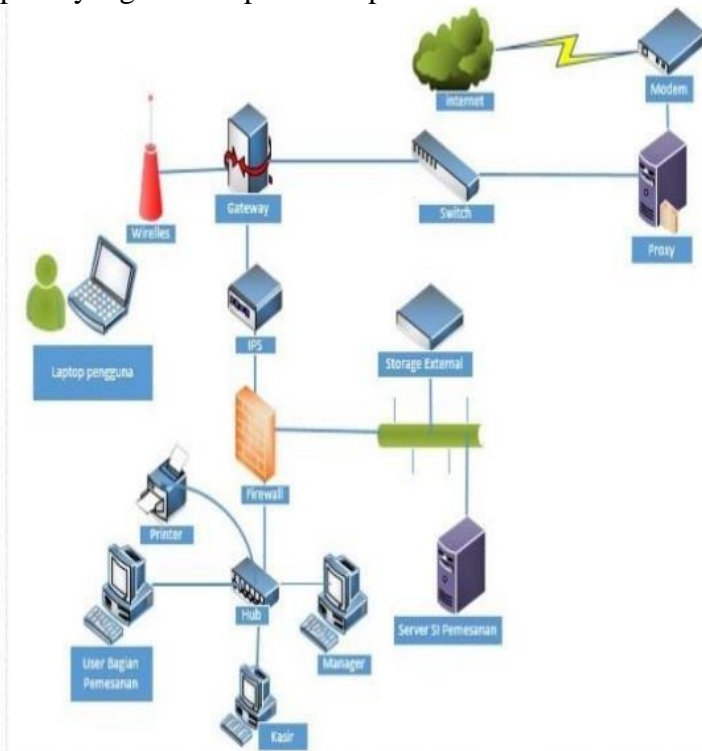 internet
Modem
Gateway
Switch
Wirelles
Proxy
IPS
Storage External
Laptop pengguna
Firewall
Printer
Hub
Server SI Pemesanan
Manager
User Bagian
Pemesanan
Kasir